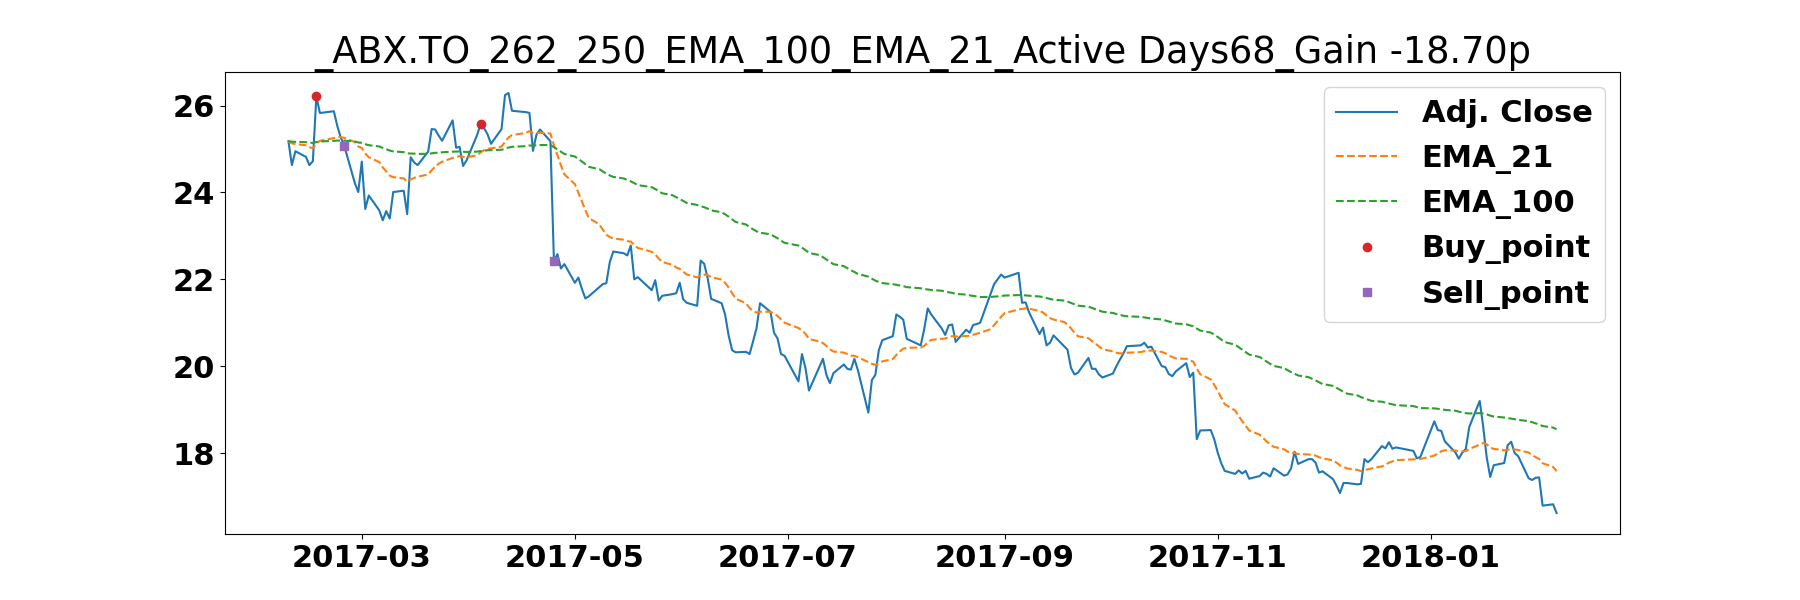 _ABX.TO_262_250_EMA_100_EMA_21_Active Days68_Gain -18.70p
26
24
22
20
18
2017-03
2017-05
2017-07
2017-09
2017-11
2018-01
Adj. Close
EMA_21
EMA_100
Buy_point
Sell_point